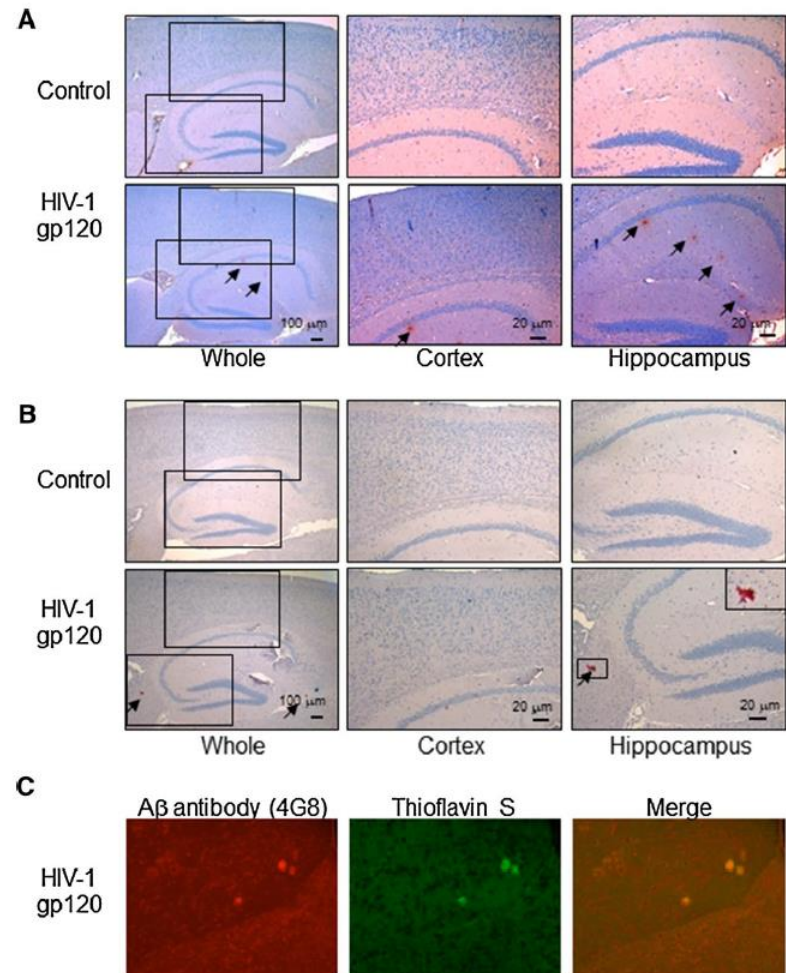 A
Control
HIV-1
gp120
100 µm
20 µm
20 µm
Whole
Cortex
Hippocampus
B
Control
HIV-1
gp120
100 µm
20 µm
20 µm
Whole
Cortex
Hippocampus
C
Aβ antibody (4G8)
Thioflavin S
Merge
HIV-1
gp120